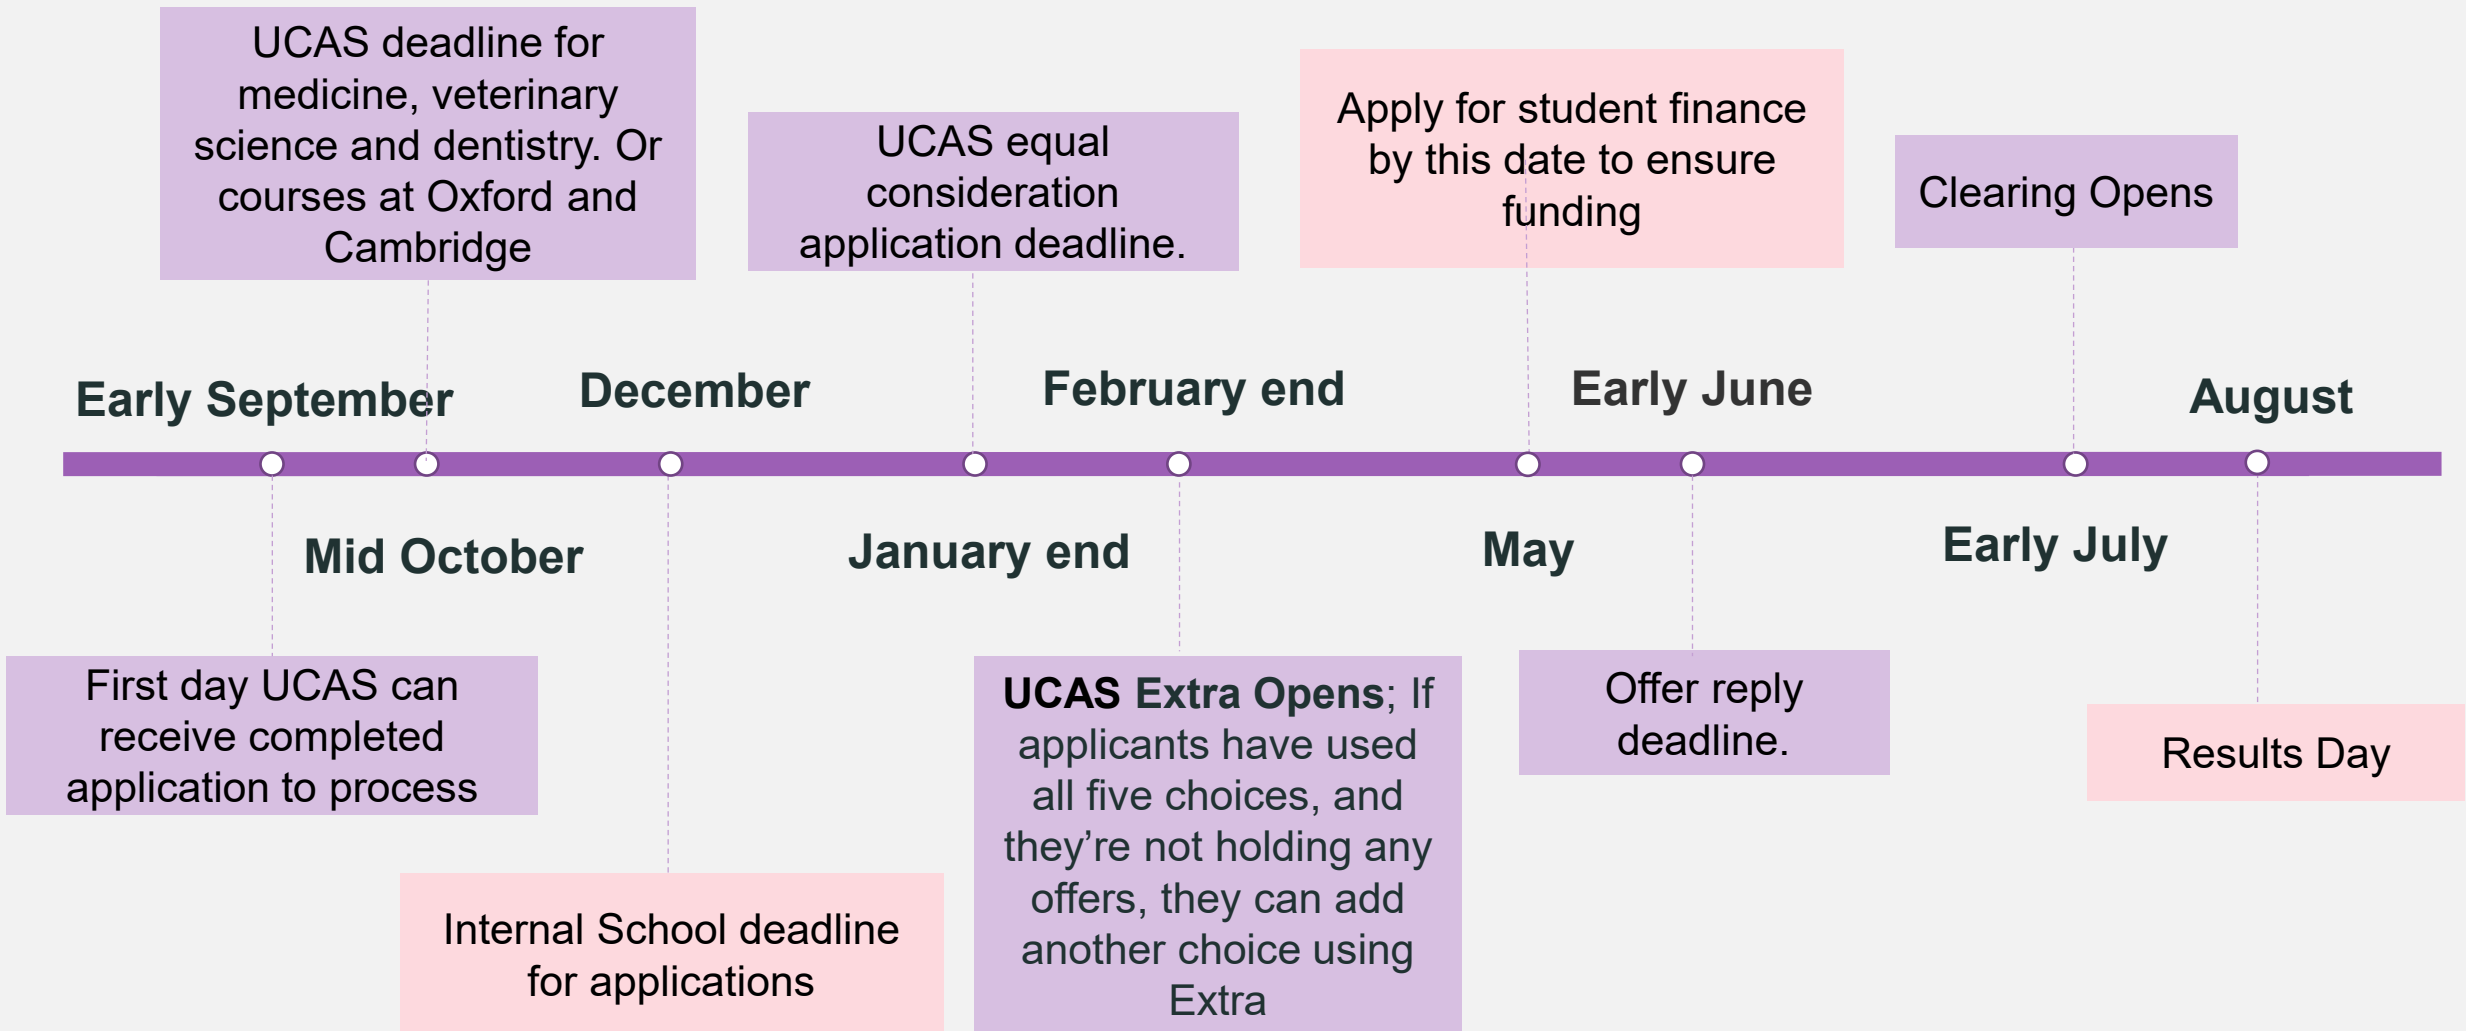 UCAS deadline for
medicine, veterinary
science and dentistry. Or
courses at Oxford and
Cambridge
UCAS equal
consideration
application deadline.
Apply for student finance
by this date to ensure
funding
Clearing Opens
Early September
December
February end
Early June
August
Mid October
January end
May
Early July
First day UCAS can
receive completed
application to process
Internal School deadline
for applications
UCAS Extra Opens; If
applicants have used
all five choices, and
they’re not holding any
offers, they can add
another choice using
Extra
Offer reply
deadline.
Results Day